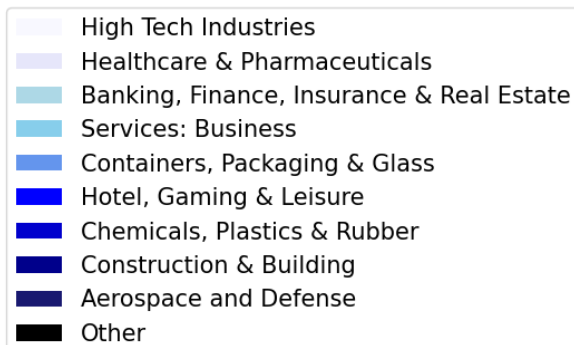 High Tech Industries
Healthcare & Pharmaceuticals
Banking, Finance, Insurance & Real Estate
Services: Business
Containers, Packaging & Glass
Hotel, Gaming & Leisure
Chemicals, Plastics & Rubber
Construction & Building
Aerospace and Defense
Other